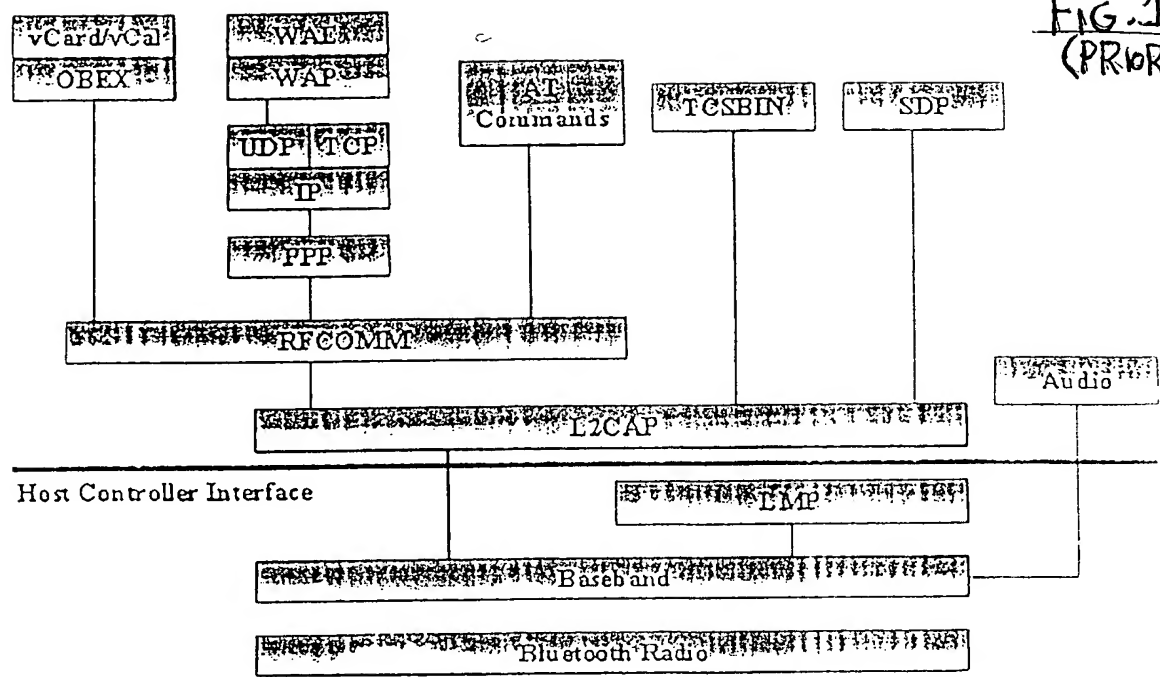 FIG. 1
(PRIOR
vCard/vCal
OBEX
WAE
WAP
AT
Commands
TCSBIN
SDP
UDP TCP
IP
PPP
RFCOMM
Audio
L2CAP
Host Controller Interface
LMP
Baseband
Bluetooth Radio